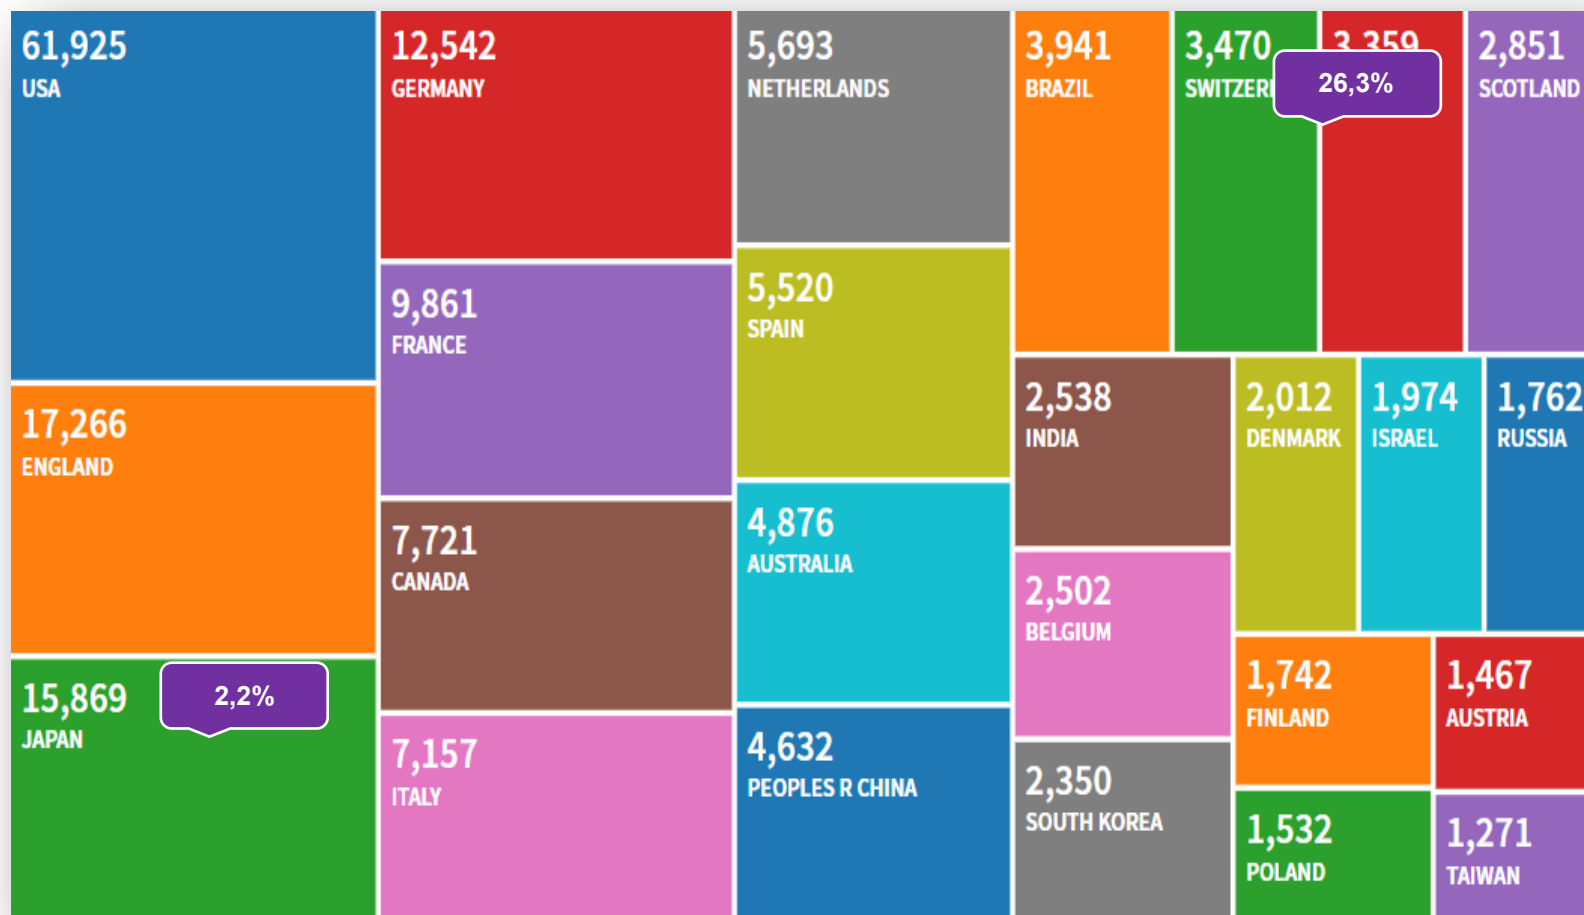 61,925
USA
17,266
ENGLAND
15,869
JAPAN
2,2%
12,542
GERMANY
9,861
FRANCE
7,721
CANADA
7,157
ITALY
5,693
NETHERLANDS
5,520
SPAIN
4,876
AUSTRALIA
4,632
PEOPLES R CHINA
3,941
BRAZIL
3,470
SWITZER
3,359
26,3%
2,851
SCOTLAND
2,538
INDIA
2,502
BELGIUM
2,350
SOUTH KOREA
2,012
DENMARK
1,974
ISRAEL
1,762
RUSSIA
1,742
FINLAND
1,467
AUSTRIA
1,532
POLAND
1,271
TAIWAN